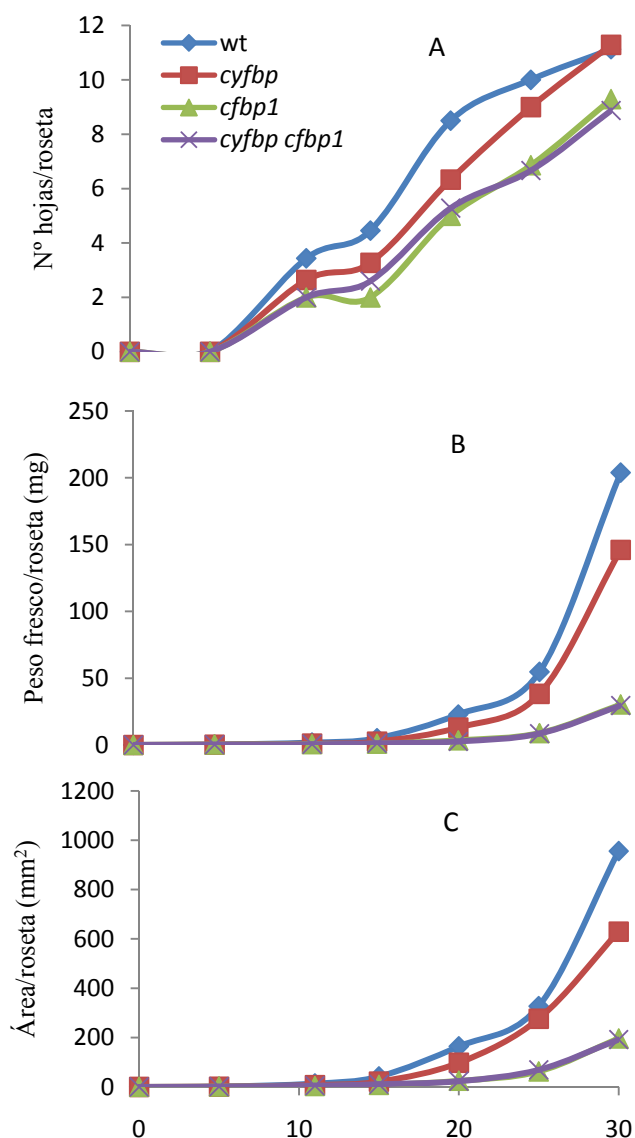 12
10
8
6
4
2
0
Nº hojas/roseta
wt
cyfbp
cfbp1
cyfbp cfbp1
A
250
200
150
100
50
0
Peso fresco/roseta (mg)
B
1200
1000
800
600
400
200
0
Área/roseta (mm²)
C
0 10 20 30